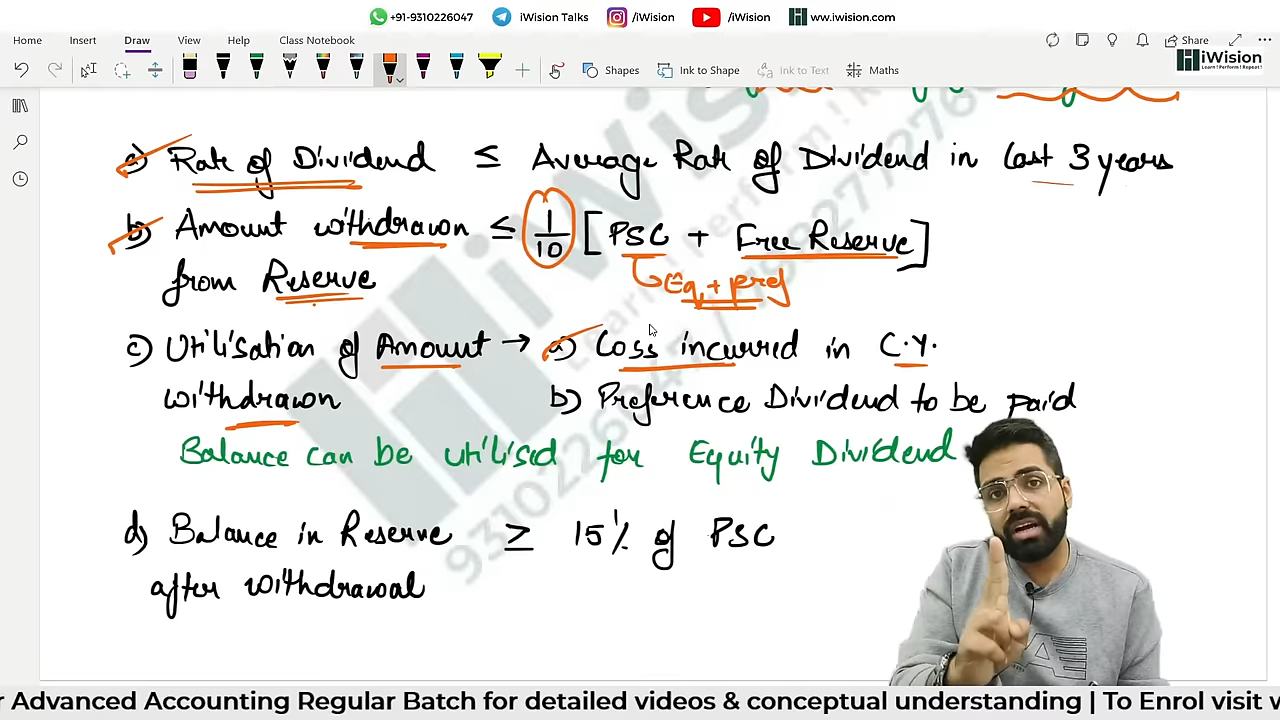 +91-9310226047 iWision Talks /iWision /iWision www.iwision.com
Home Insert Draw View Help Class Notebook Share
Shapes Ink to Shape Ink to Text Maths
iWision
Learn ! Perform ! Repeat !
a) Rate of Dividend ≤ Average Rate of Dividend in last 3 years
b) Amount withdrawn ≤ 1/10 [PSC + Free Reserve]
from Reserve
Eq + pref
c) Utilisation of Amount → a) Loss incurred in C.Y.
withdrawn b) Preference Dividend to be paid
Balance can be utilised for Equity Dividend
d) Balance in Reserve ≥ 15% of PSC
after withdrawal
r Advanced Accounting Regular Batch for detailed videos & conceptual understanding | To Enrol visit w